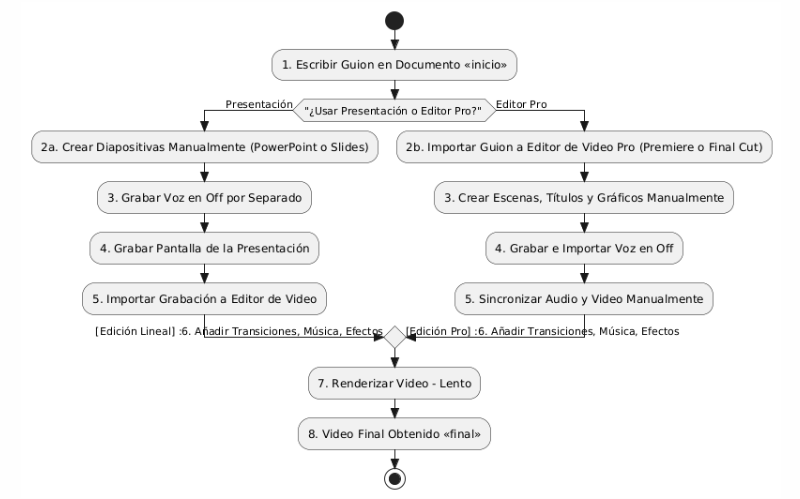 1. Escribir Guion en Documento «inicio»
Presentación
"¿Usar Presentación o Editor Pro?"
Editor Pro
2a. Crear Diapositivas Manualmente (PowerPoint o Slides)
2b. Importar Guion a Editor de Video Pro (Premiere o Final Cut)
3. Grabar Voz en Off por Separado
3. Crear Escenas, Títulos y Gráficos Manualmente
4. Grabar Pantalla de la Presentación
4. Grabar e Importar Voz en Off
5. Importar Grabación a Editor de Video
5. Sincronizar Audio y Video Manualmente
[Edición Lineal] :6. Añadir Transiciones, Música, Efectos
[Edición Pro] :6. Añadir Transiciones, Música, Efectos
7. Renderizar Video - Lento
8. Video Final Obtenido «final»